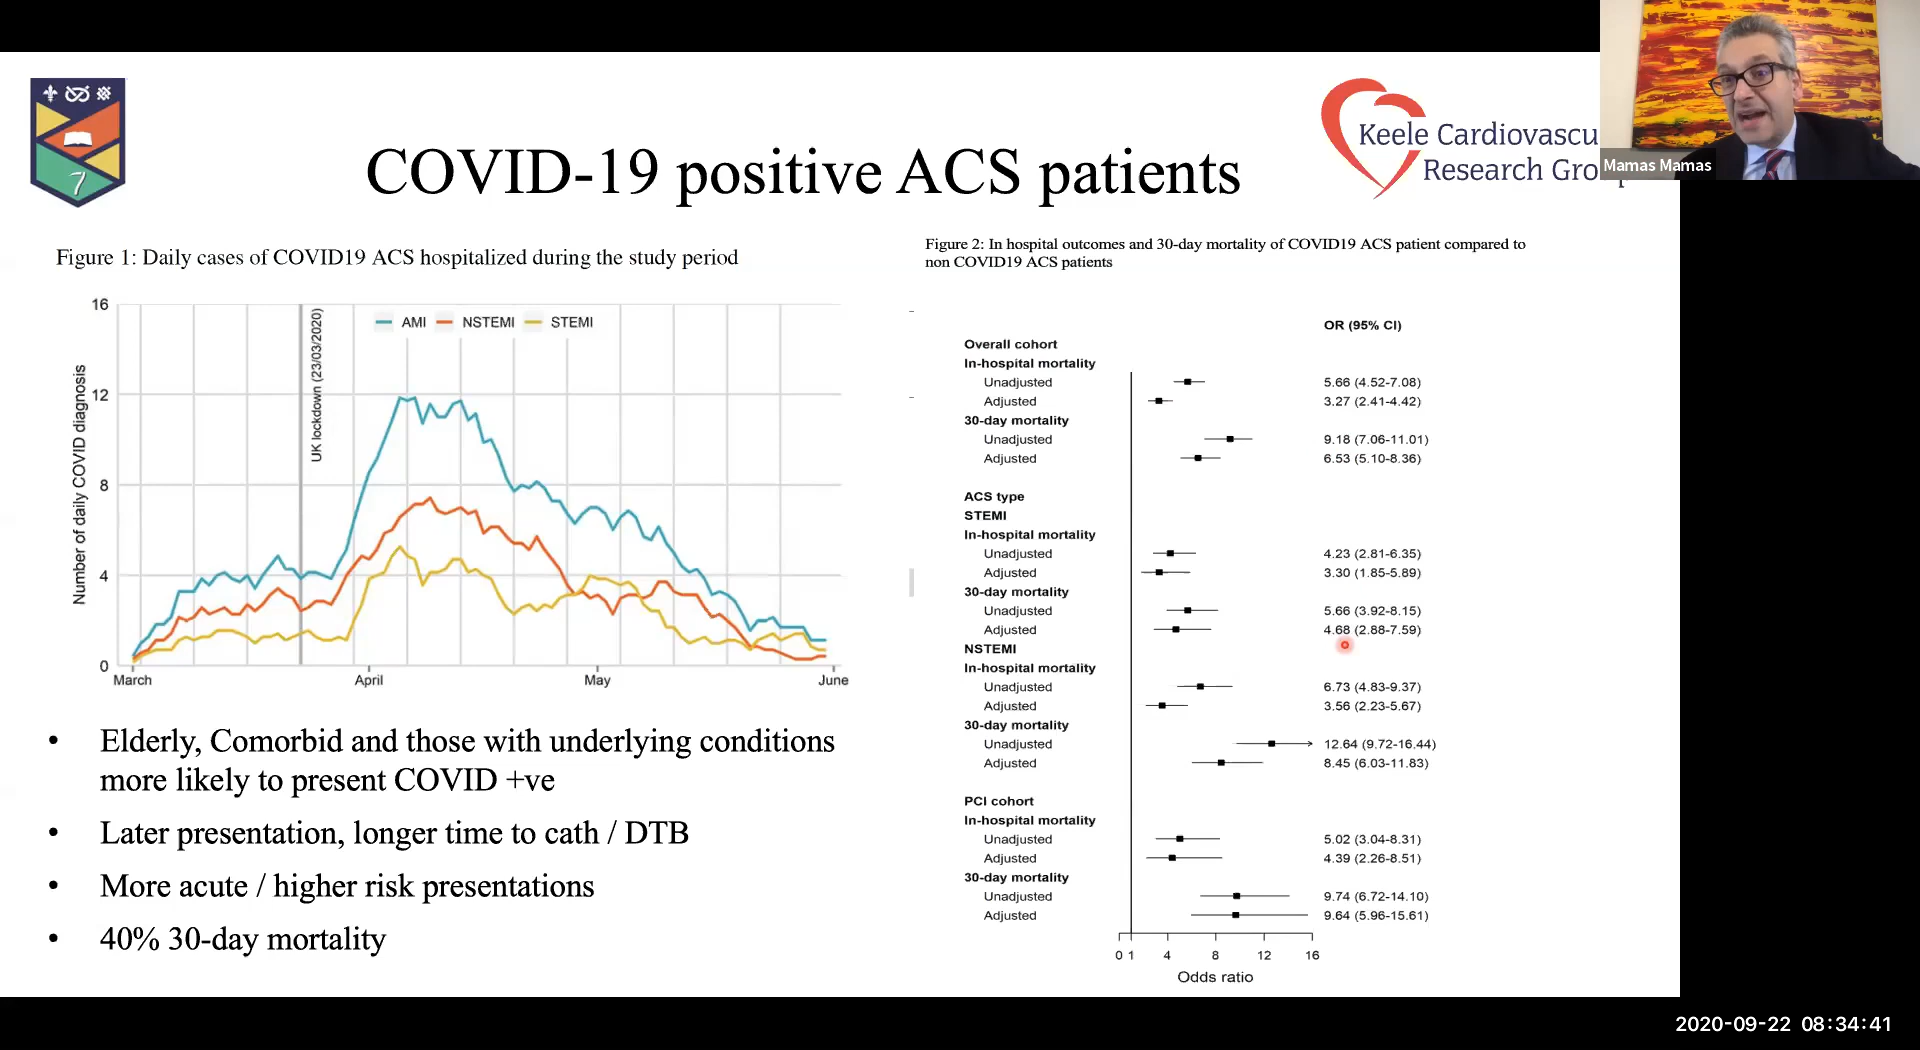 COVID-19 positive ACS patients
Keele Cardiovascu
Research Gro
Mamas Mamas
Figure 1: Daily cases of COVID19 ACS hospitalized during the study period
16
12
8
4
0
Number of daily COVID diagnosis
UK lockdown (23/03/2020)
AMI NSTEMI STEMI
March April May June
• Elderly, Comorbid and those with underlying conditions
more likely to present COVID +ve
• Later presentation, longer time to cath / DTB
• More acute / higher risk presentations
• 40% 30-day mortality
Figure 2: In hospital outcomes and 30-day mortality of COVID19 ACS patient compared to
non COVID19 ACS patients
OR (95% CI)
Overall cohort
In-hospital mortality
Unadjusted 5.66 (4.52-7.08)
Adjusted 3.27 (2.41-4.42)
30-day mortality
Unadjusted 9.18 (7.06-11.01)
Adjusted 6.53 (5.10-8.36)
ACS type
STEMI
In-hospital mortality
Unadjusted 4.23 (2.81-6.35)
Adjusted 3.30 (1.85-5.89)
30-day mortality
Unadjusted 5.66 (3.92-8.15)
Adjusted 4.68 (2.88-7.59)
NSTEMI
In-hospital mortality
Unadjusted 6.73 (4.83-9.37)
Adjusted 3.56 (2.23-5.67)
30-day mortality
Unadjusted 12.64 (9.72-16.44)
Adjusted 8.45 (6.03-11.83)
PCI cohort
In-hospital mortality
Unadjusted 5.02 (3.04-8.31)
Adjusted 4.39 (2.26-8.51)
30-day mortality
Unadjusted 9.74 (6.72-14.10)
Adjusted 9.64 (5.96-15.61)
0 1 4 8 12 16
Odds ratio
2020-09-22 08:34:41